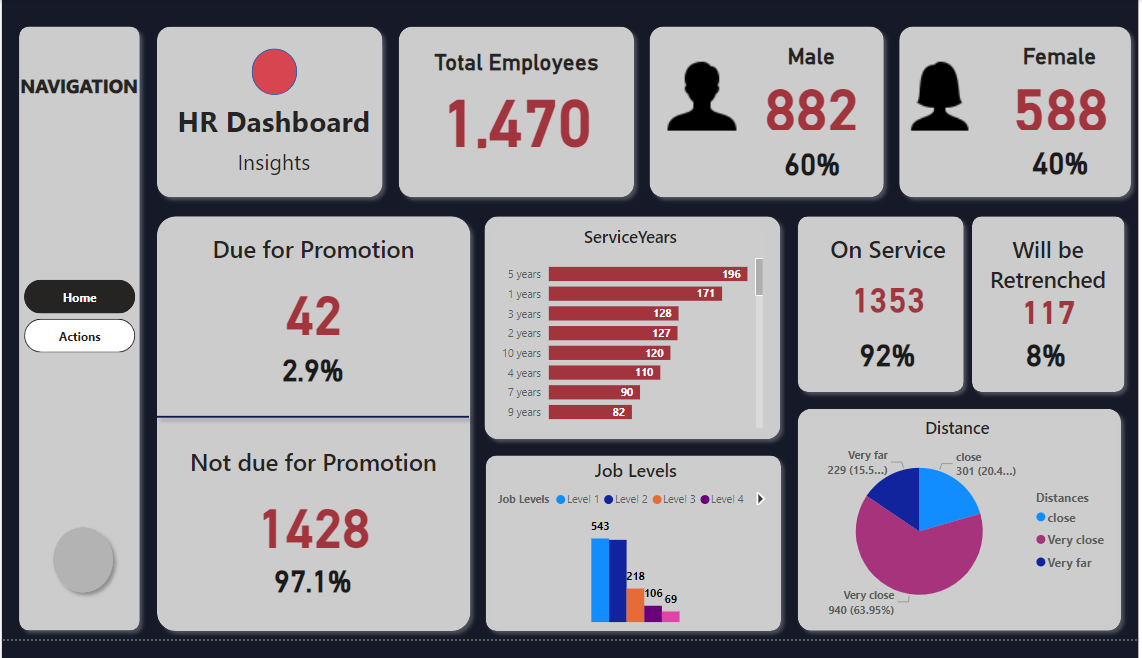 NAVIGATION
Home
Actions
HR Dashboard
Insights
Total Employees
1.470
Male
882
60%
Female
588
40%
Due for Promotion
42
2.9%
Not due for Promotion
1428
97.1%
ServiceYears
5 years 196
1 years 171
3 years 128
2 years 127
10 years 120
4 years 110
7 years 90
9 years 82
Job Levels
Job Levels Level 1 Level 2 Level 3 Level 4
543
218
106
69
On Service
1353
92%
Will be
Retrenched
117
8%
Distance
Very far
229 (15.5...)
close
301 (20.4...)
Very close
940 (63.95%)
Distances
close
Very close
Very far